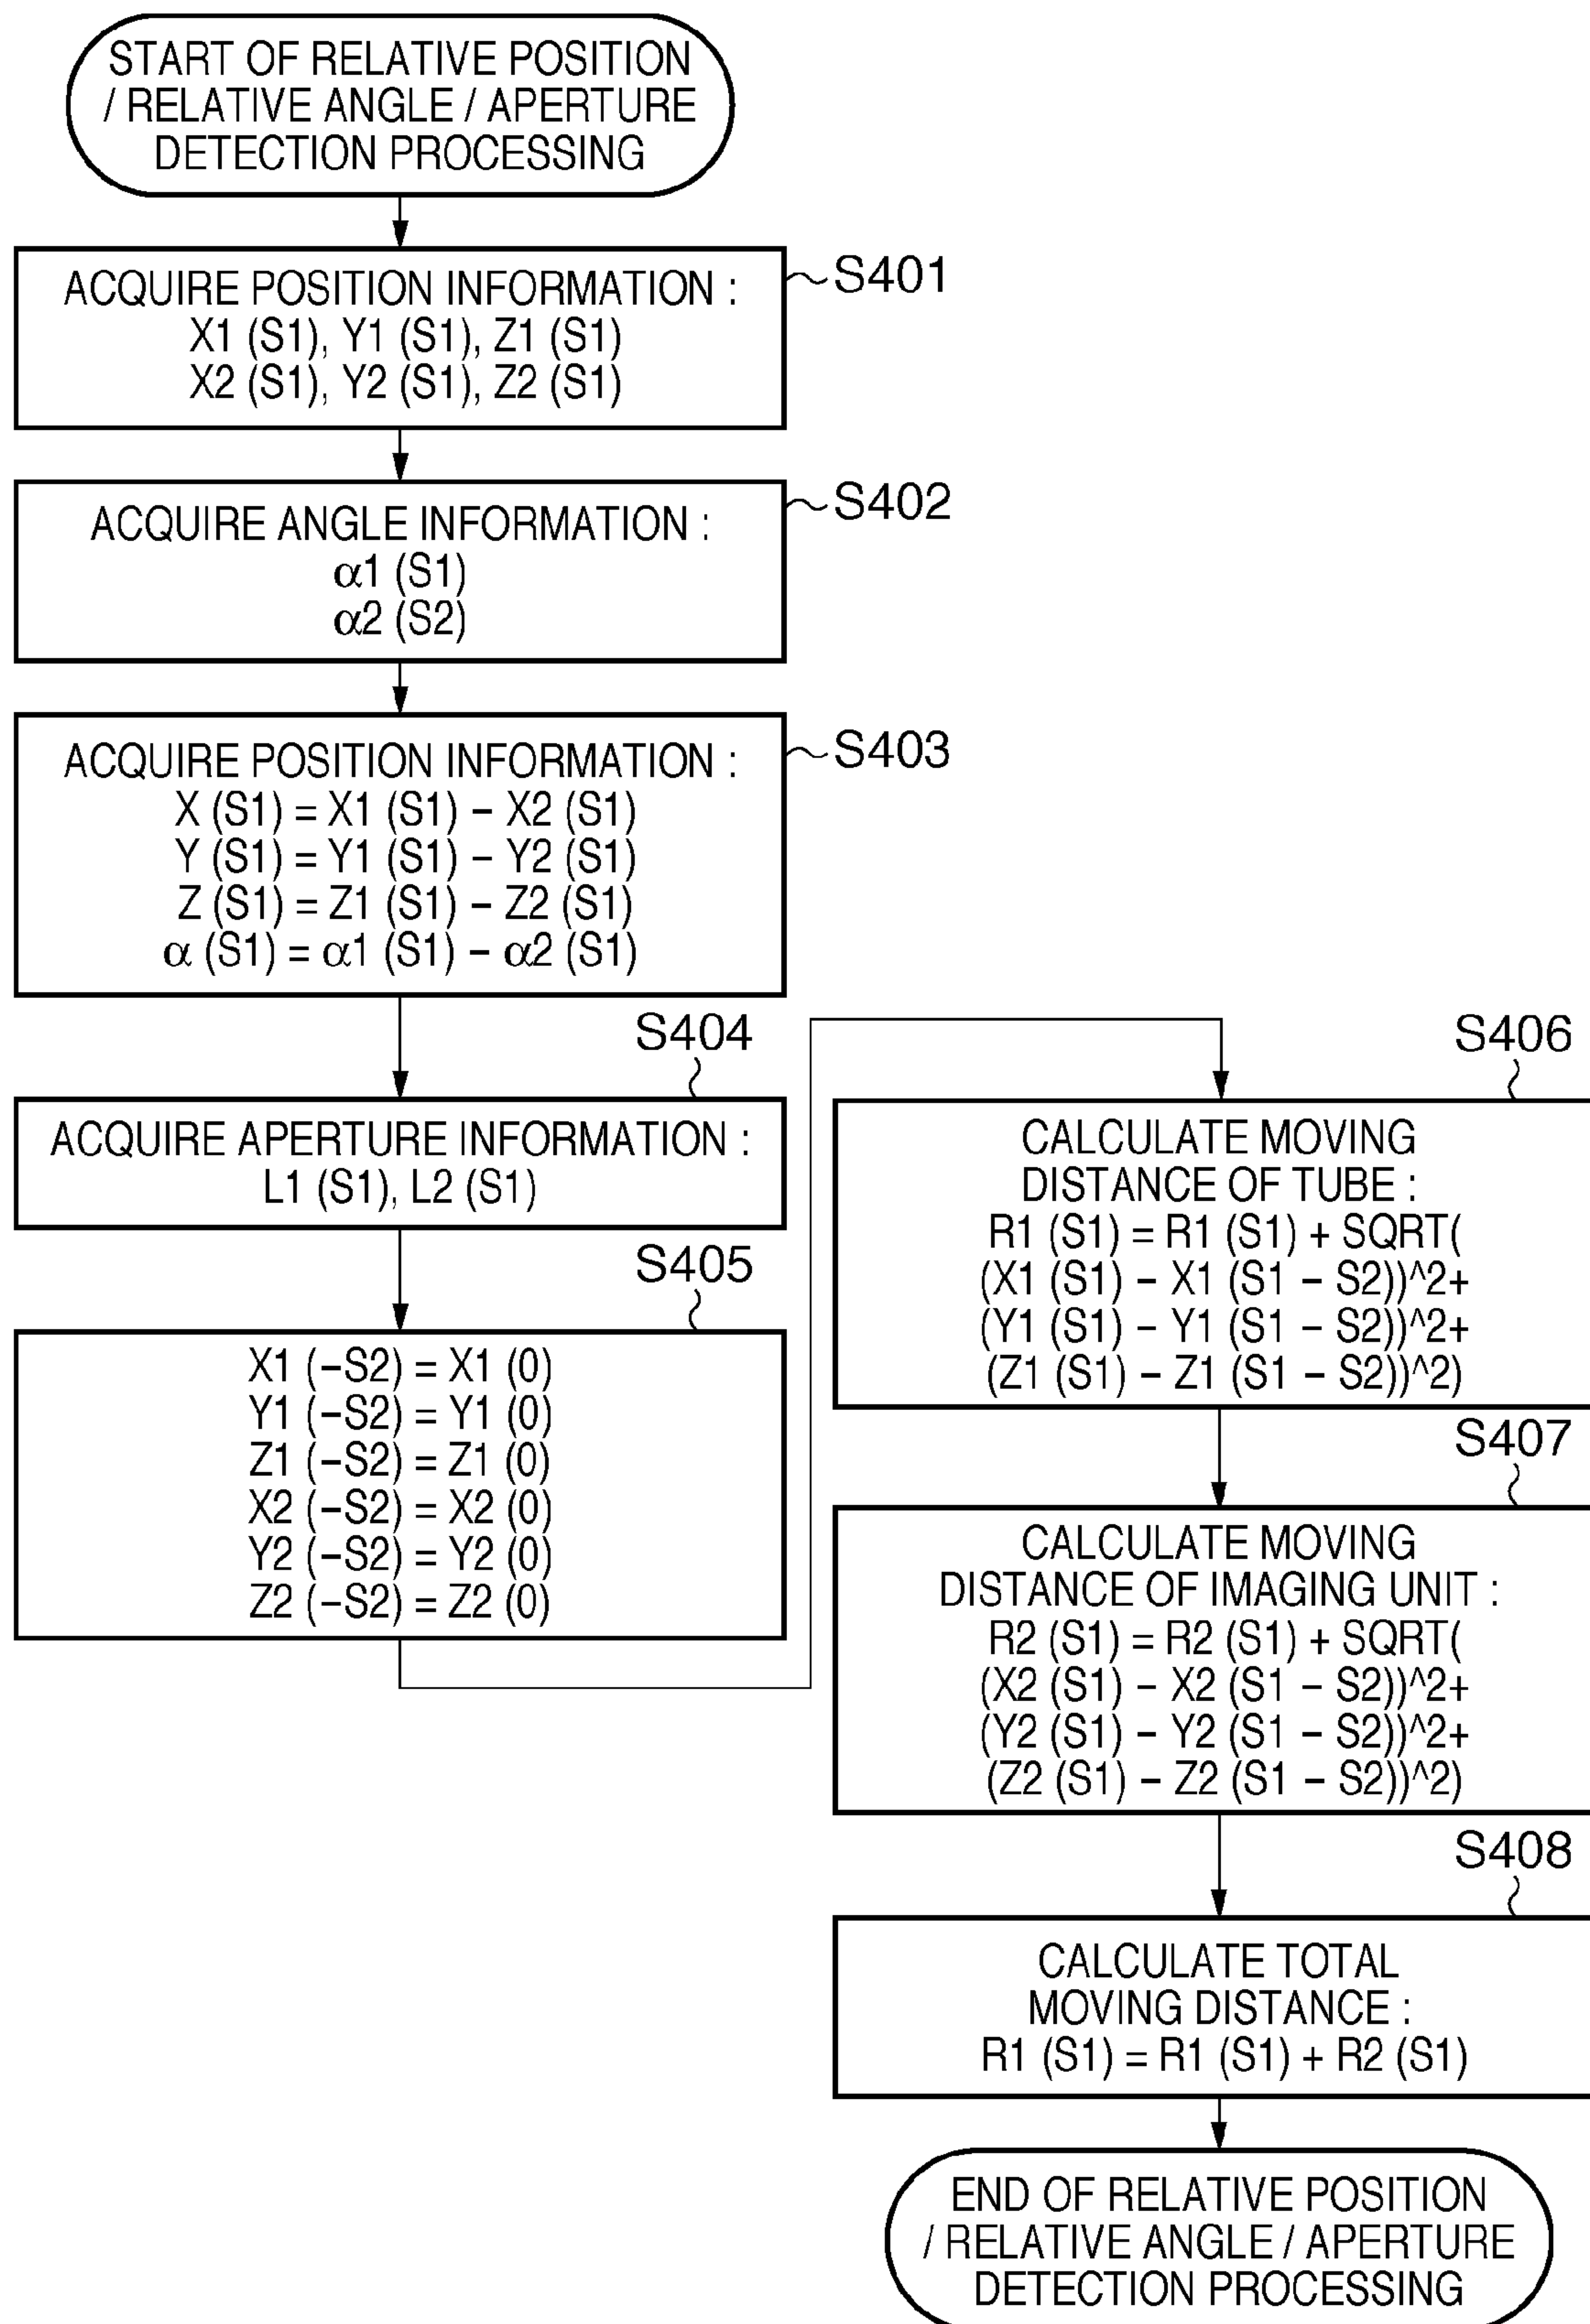 START OF RELATIVE POSITION
/ RELATIVE ANGLE / APERTURE
DETECTION PROCESSING
S401
ACQUIRE POSITION INFORMATION :
X1 (S1), Y1 (S1), Z1 (S1)
X2 (S1), Y2 (S1), Z2 (S1)
S402
ACQUIRE ANGLE INFORMATION :
α1 (S1)
α2 (S2)
S403
ACQUIRE POSITION INFORMATION :
X (S1) = X1 (S1) − X2 (S1)
Y (S1) = Y1 (S1) − Y2 (S1)
Z (S1) = Z1 (S1) − Z2 (S1)
α (S1) = α1 (S1) − α2 (S1)
S404
ACQUIRE APERTURE INFORMATION :
L1 (S1), L2 (S1)
S405
X1 (−S2) = X1 (0)
Y1 (−S2) = Y1 (0)
Z1 (−S2) = Z1 (0)
X2 (−S2) = X2 (0)
Y2 (−S2) = Y2 (0)
Z2 (−S2) = Z2 (0)
S406
CALCULATE MOVING
DISTANCE OF TUBE :
R1 (S1) = R1 (S1) + SQRT(
(X1 (S1) − X1 (S1 − S2))^2+
(Y1 (S1) − Y1 (S1 − S2))^2+
(Z1 (S1) − Z1 (S1 − S2))^2)
S407
CALCULATE MOVING
DISTANCE OF IMAGING UNIT :
R2 (S1) = R2 (S1) + SQRT(
(X2 (S1) − X2 (S1 − S2))^2+
(Y2 (S1) − Y2 (S1 − S2))^2+
(Z2 (S1) − Z2 (S1 − S2))^2)
S408
CALCULATE TOTAL
MOVING DISTANCE :
R1 (S1) = R1 (S1) + R2 (S1)
END OF RELATIVE POSITION
/ RELATIVE ANGLE / APERTURE
DETECTION PROCESSING